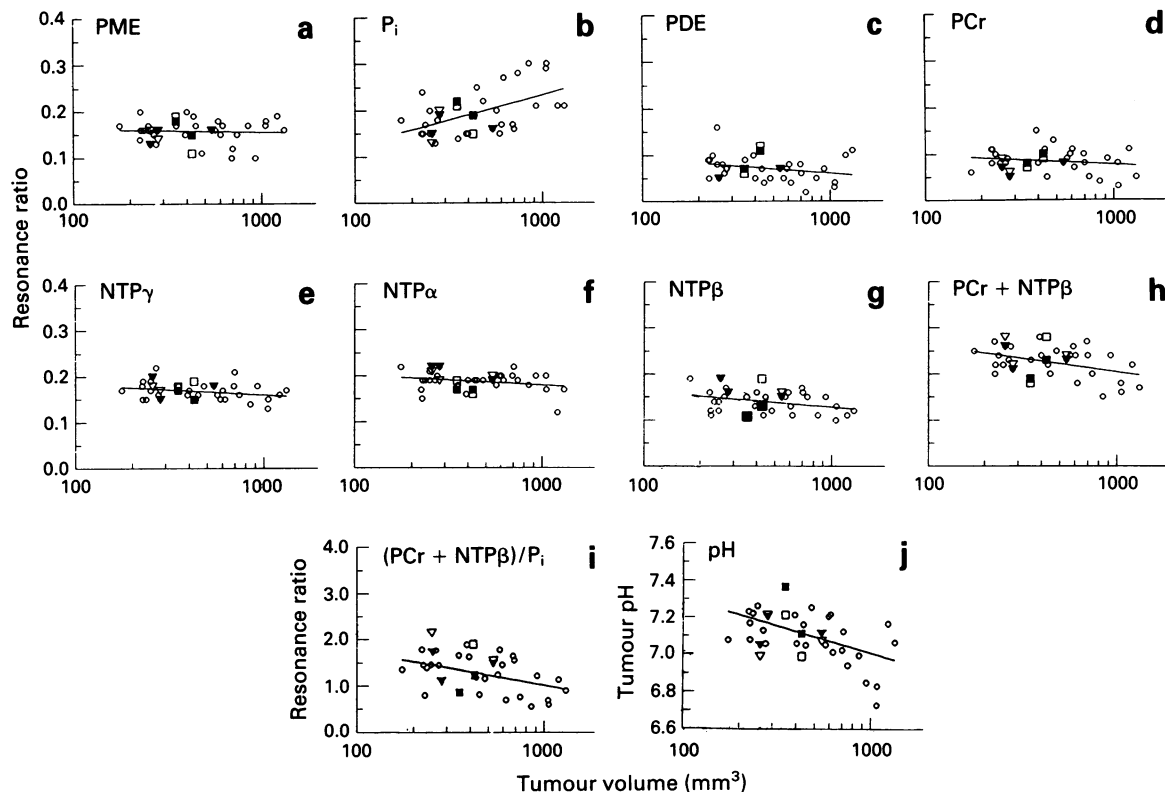 PME a
P_i b
PDE c
PCr d
0.4
0.3
0.2
0.1
0.0
100 1000
100 1000
100 1000
100 1000
Resonance ratio
NTPγ e
NTPα f
NTPβ g
PCr + NTPβ h
0.4
0.3
0.2
0.1
0.0
100 1000
100 1000
100 1000
100 1000
(PCr + NTPβ)/P_i i
4.0
3.0
2.0
1.0
0.0
Resonance ratio
100 1000
pH j
7.6
7.4
7.2
7.0
6.8
6.6
Tumour pH
100 1000
Tumour volume (mm³)